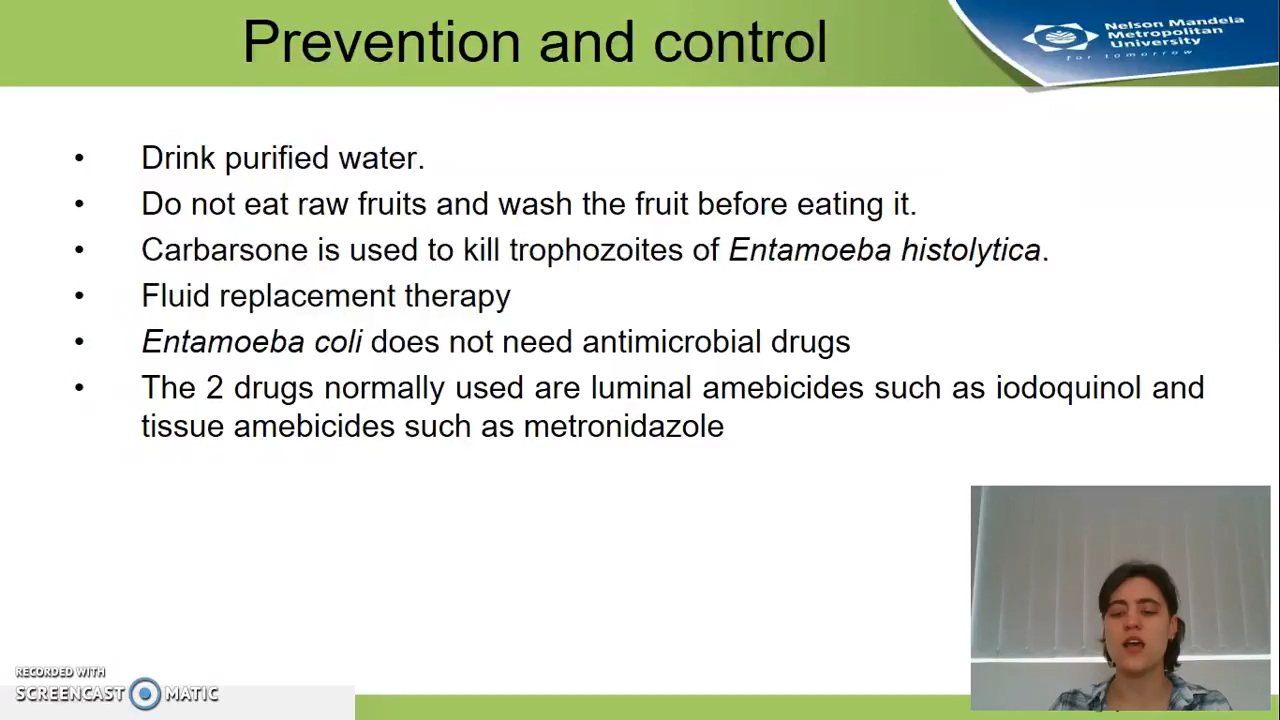 Prevention and control
Nelson Mandela
Metropolitan
University
for tomorrow
• Drink purified water.
• Do not eat raw fruits and wash the fruit before eating it.
• Carbarsone is used to kill trophozoites of Entamoeba histolytica.
• Fluid replacement therapy
• Entamoeba coli does not need antimicrobial drugs
• The 2 drugs normally used are luminal amebicides such as iodoquinol and
tissue amebicides such as metronidazole
RECORDED WITH
SCREENCAST MATIC